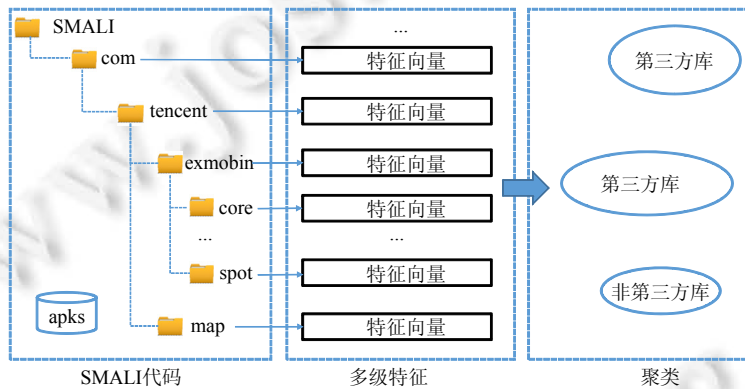 SMALI
com
tencent
exmobin
core
...
spot
map
apks
SMALI代码
...
特征向量
特征向量
特征向量
特征向量
...
特征向量
特征向量
多级特征
第三方库
第三方库
非第三方库
聚类